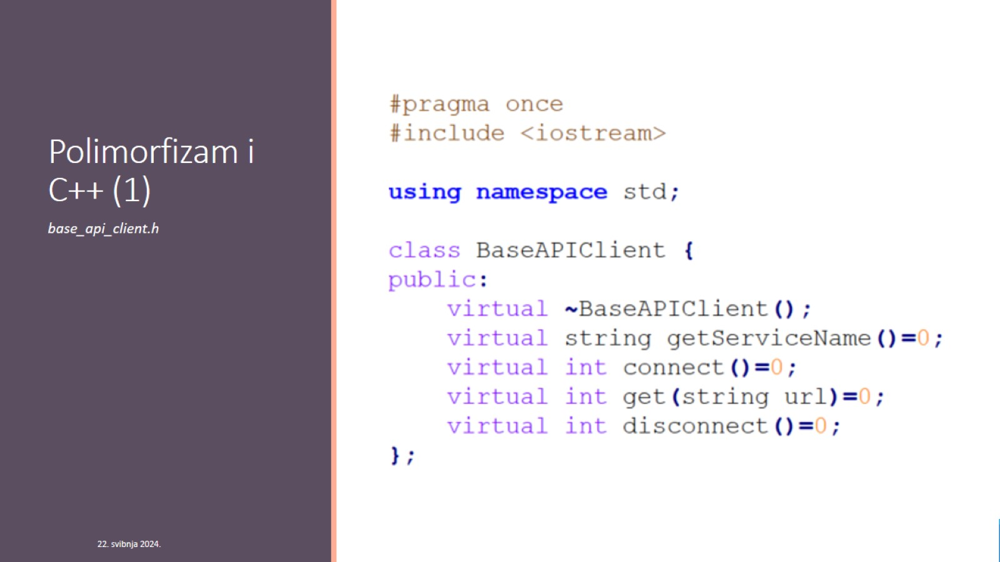 Polimorfizam i
C++ (1)
base_api_client.h
22. svibnja 2024.
#pragma once
#include <iostream>
using namespace std;
class BaseAPIClient {
public:
    virtual ~BaseAPIClient();
    virtual string getServiceName()=0;
    virtual int connect()=0;
    virtual int get(string url)=0;
    virtual int disconnect()=0;
};